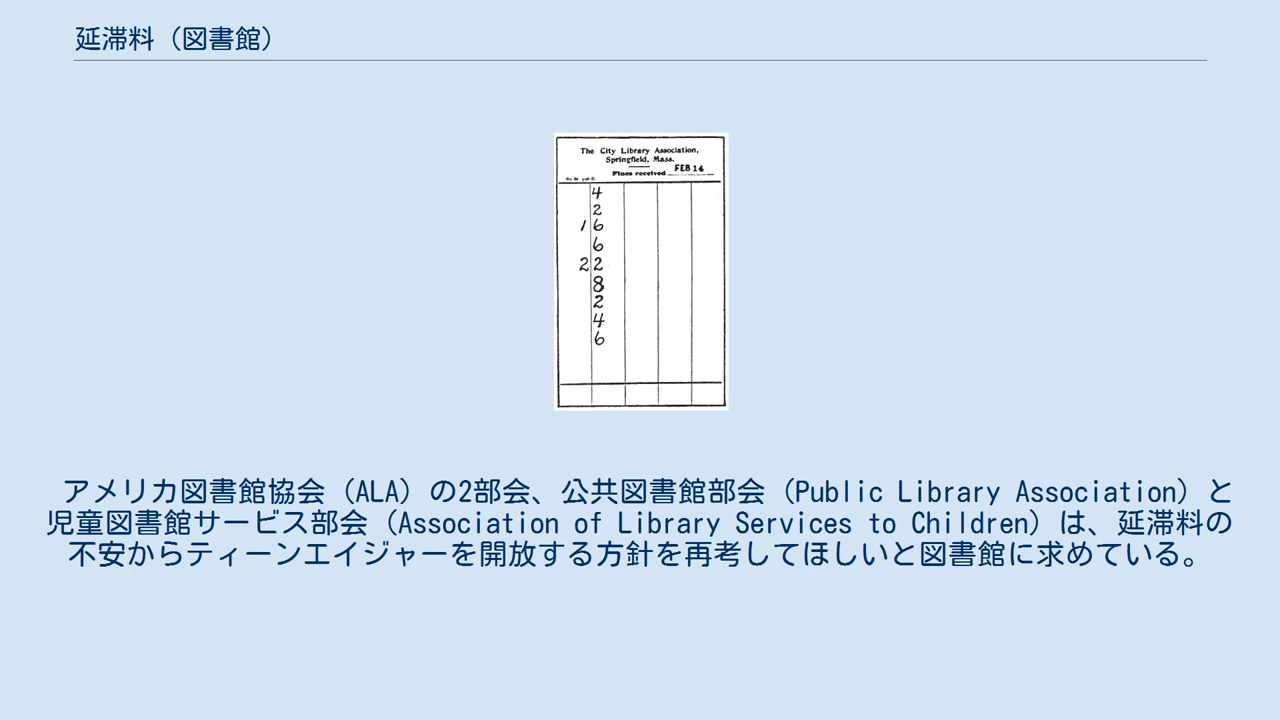 延滞料（図書館）
The City Library Association,
Springfield, Mass.
Fines received FEB 14
4
2
1 6
6
2 2
8
2
4
6
アメリカ図書館協会（ALA）の2部会、公共図書館部会（Public Library Association）と
児童図書館サービス部会（Association of Library Services to Children）は、延滞料の
不安からティーンエイジャーを開放する方針を再考してほしいと図書館に求めている。